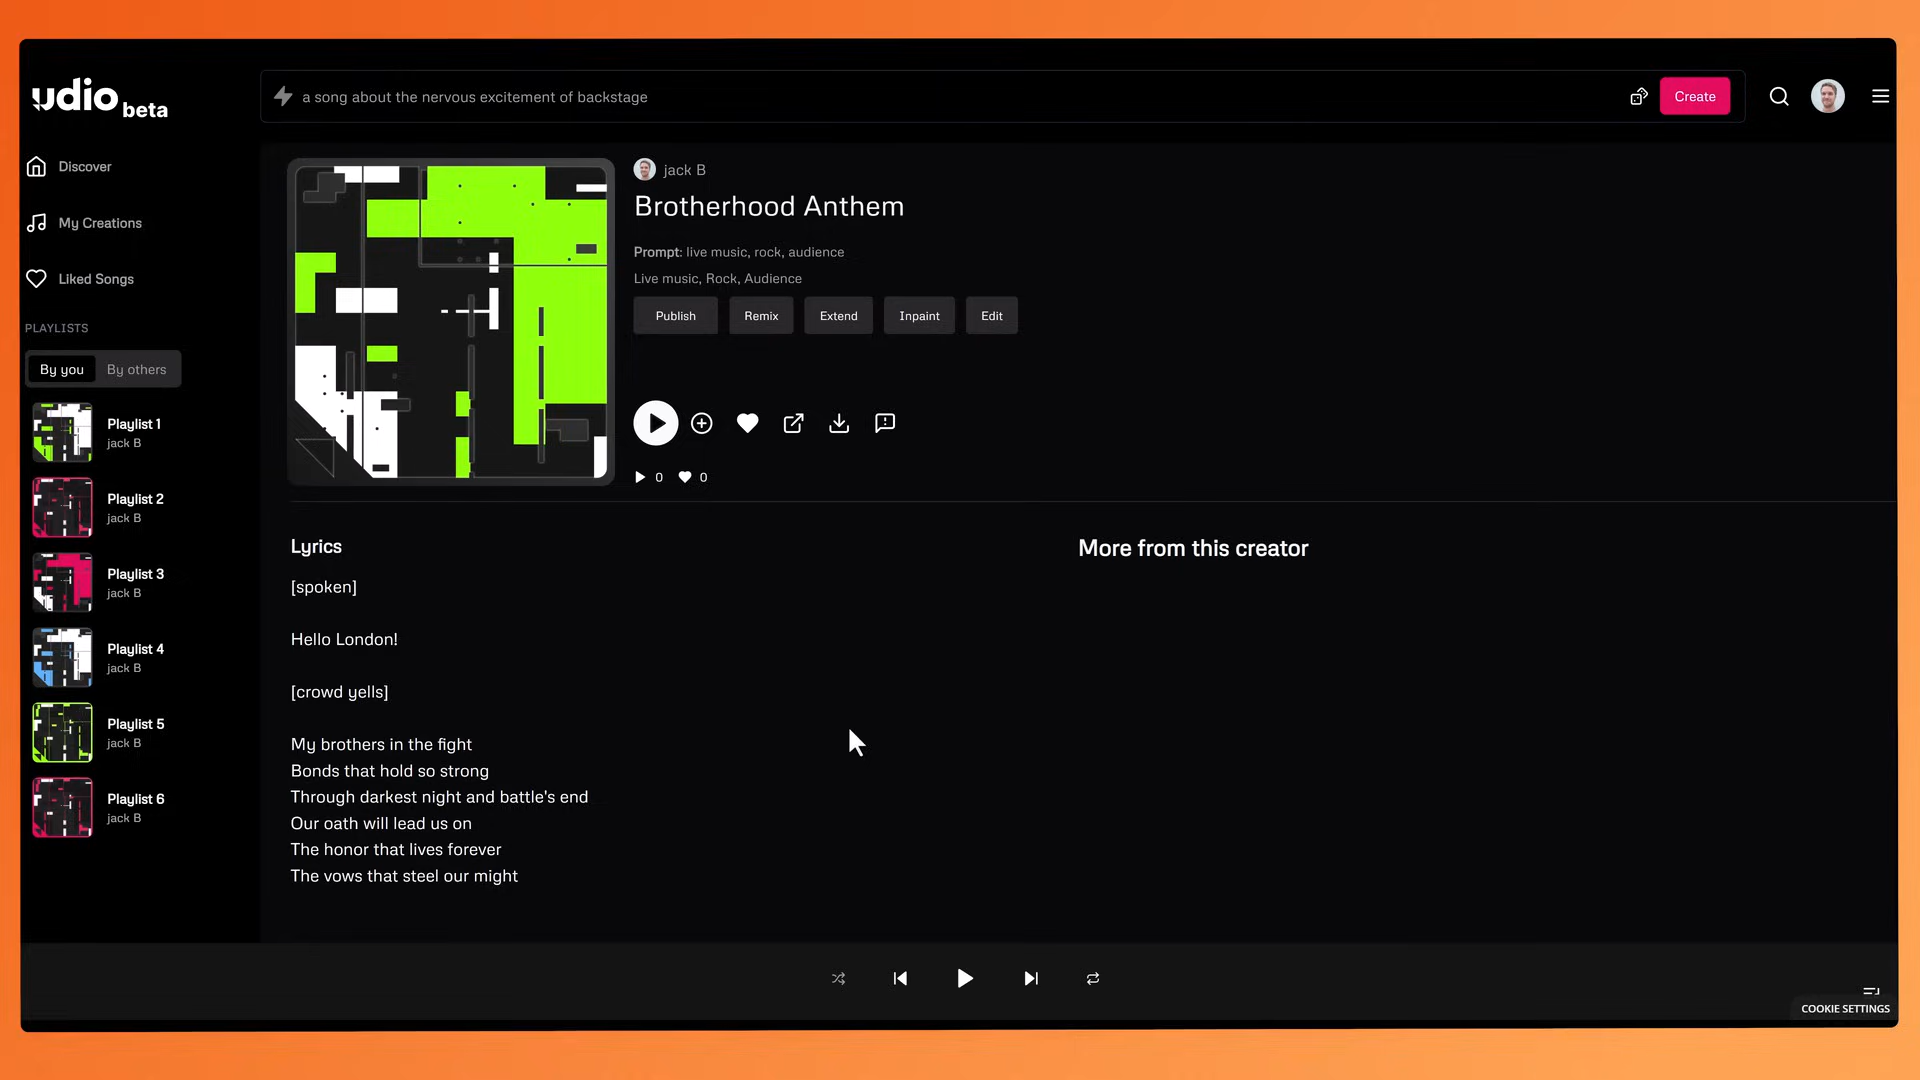 udio beta
a song about the nervous excitement of backstage
Create
Discover
My Creations
Liked Songs
PLAYLISTS
By you
By others
Playlist 1
jack B
Playlist 2
jack B
Playlist 3
jack B
Playlist 4
jack B
Playlist 5
jack B
Playlist 6
jack B
jack B
Brotherhood Anthem
Prompt: live music, rock, audience
Live music, Rock, Audience
Publish
Remix
Extend
Inpaint
Edit
0
0
Lyrics
[spoken]
Hello London!
[crowd yells]
My brothers in the fight
Bonds that hold so strong
Through darkest night and battle's end
Our oath will lead us on
The honor that lives forever
The vows that steel our might
More from this creator
COOKIE SETTINGS